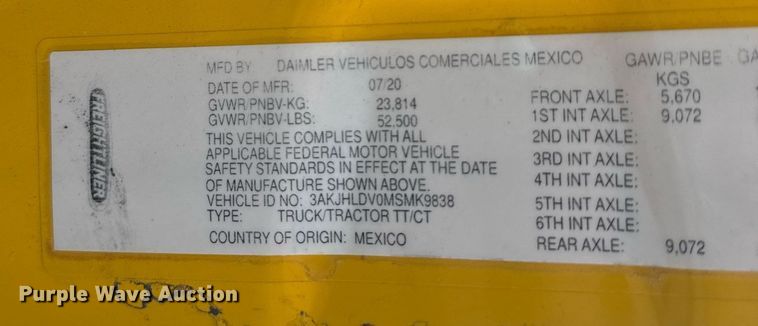 FREIGHTLINER
MFD BY DAIMLER VEHICULOS COMERCIALES MEXICO GAWR/PNBE GA
DATE OF MFR: 07/20 KGS
GVWR/PNBV-KG: 23,814 FRONT AXLE: 5,670
GVWR/PNBV-LBS: 52,500 1ST INT AXLE: 9,072
THIS VEHICLE COMPLIES WITH ALL 2ND INT AXLE:
APPLICABLE FEDERAL MOTOR VEHICLE 3RD INT AXLE:
SAFETY STANDARDS IN EFFECT AT THE DATE 4TH INT AXLE:
OF MANUFACTURE SHOWN ABOVE.
VEHICLE ID NO: 3AKJHLDV0MSMK9838 5TH INT AXLE:
TYPE: TRUCK/TRACTOR TT/CT 6TH INT AXLE:
COUNTRY OF ORIGIN: MEXICO REAR AXLE: 9,072
Purple Wave Auction